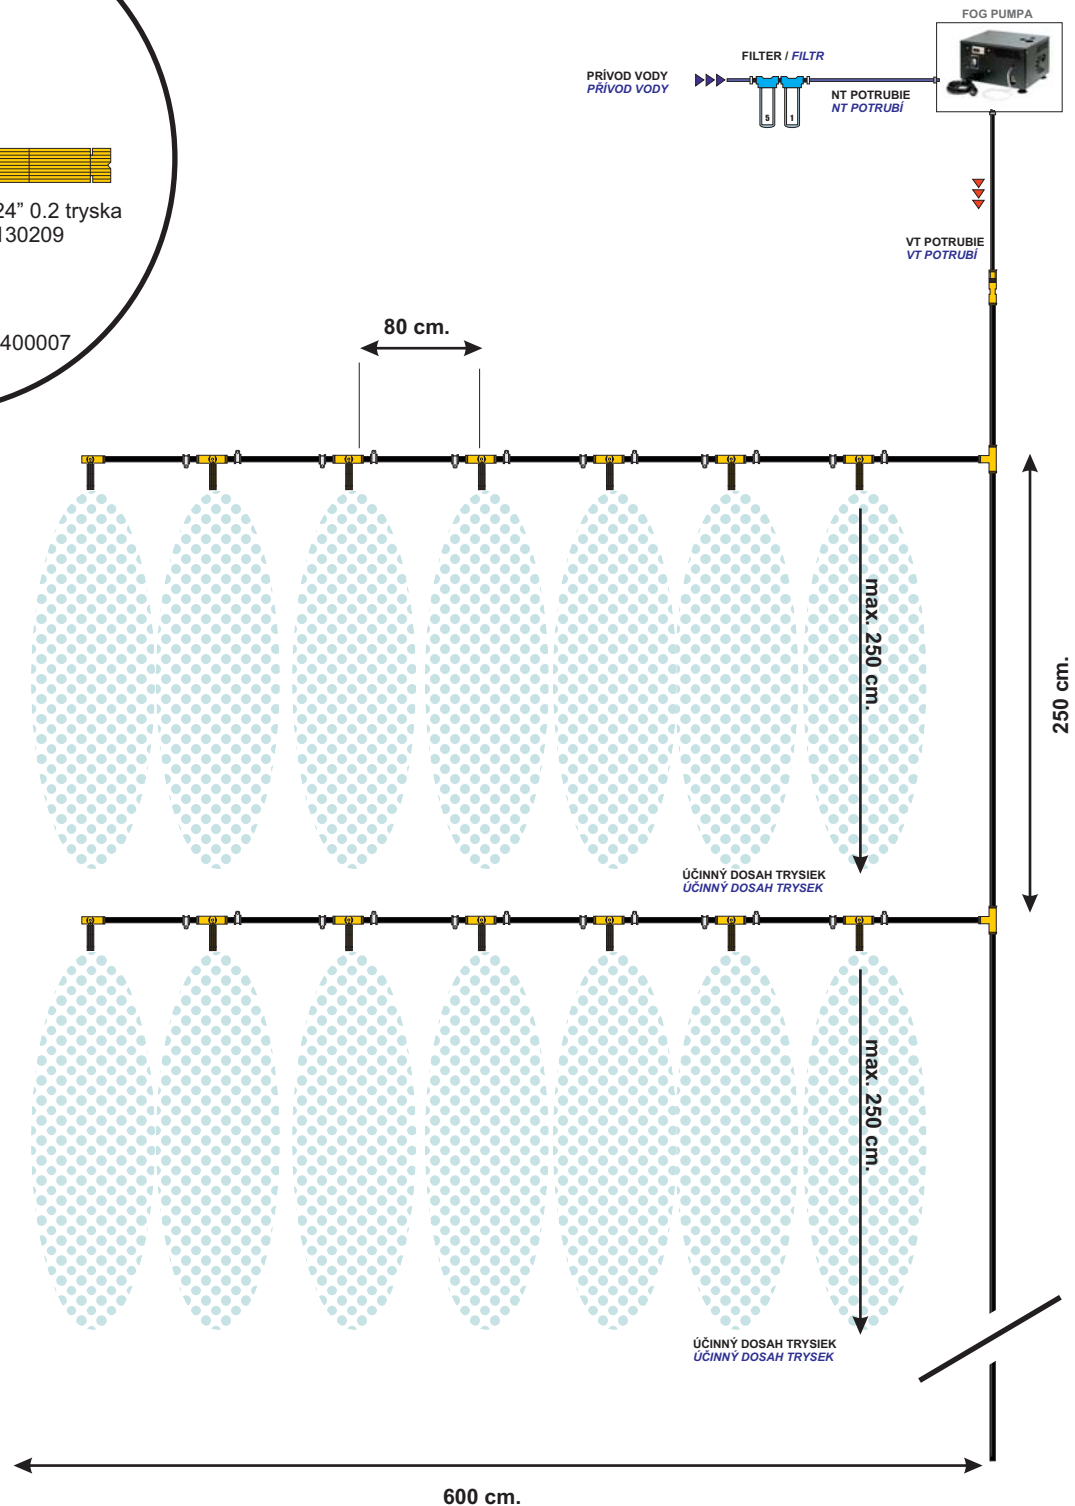 FOG PUMPA
FILTER / FILTR
PRÍVOD VODY
PŘÍVOD VODY
NT POTRUBIE
NT POTRUBÍ
5 1
24” 0.2 tryska
130209
VT POTRUBIE
VT POTRUBÍ
400007
80 cm.
max. 250 cm.
250 cm.
ÚČINNÝ DOSAH TRYSIEK
ÚČINNÝ DOSAH TRYSEK
max. 250 cm.
ÚČINNÝ DOSAH TRYSIEK
ÚČINNÝ DOSAH TRYSEK
600 cm.